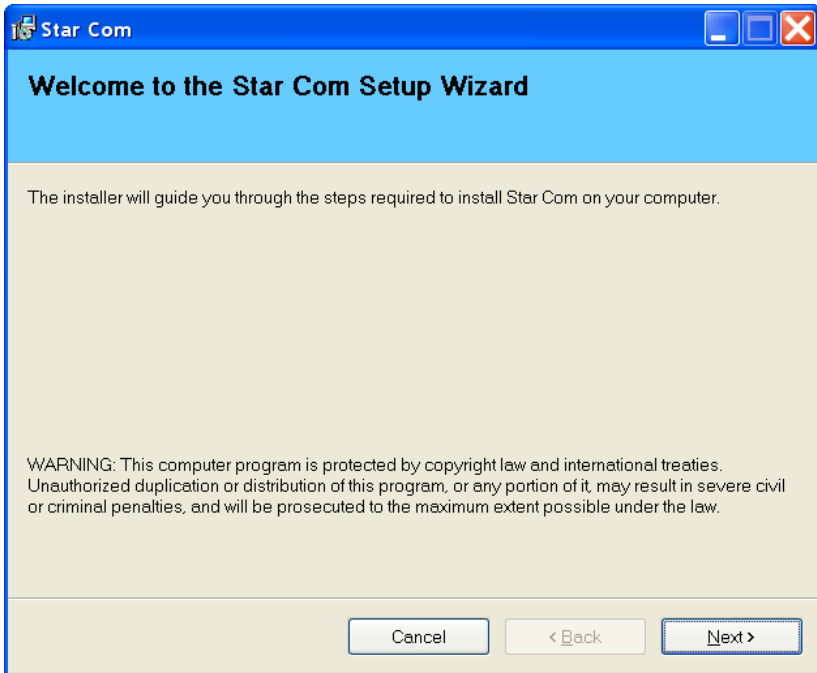 Star Com
Welcome to the Star Com Setup Wizard
The installer will guide you through the steps required to install Star Com on your computer.
WARNING: This computer program is protected by copyright law and international treaties.
Unauthorized duplication or distribution of this program, or any portion of it, may result in severe civil
or criminal penalties, and will be prosecuted to the maximum extent possible under the law.
Cancel
< Back
Next >